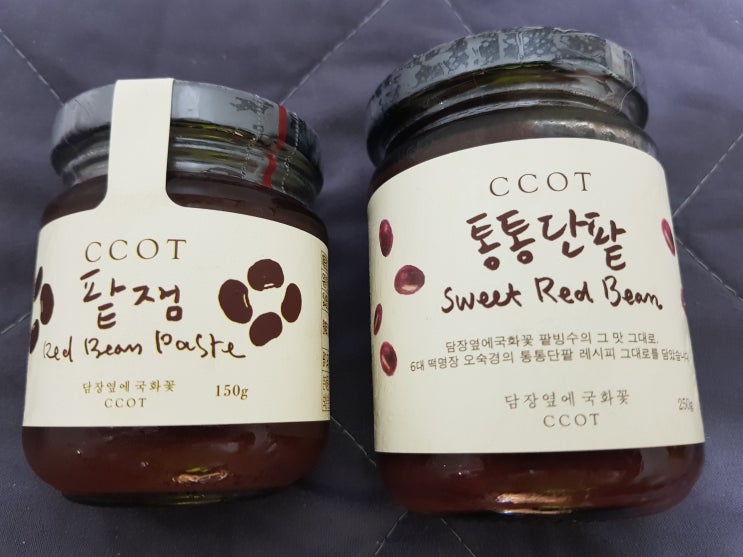 CCOT
팥잼
Red Bean Paste
담장옆에국화꽃
CCOT
150g
CCOT
통통단팥
Sweet Red Bean
담장옆에국화꽃 팥빙수의 그 맛 그대로,
6대 떡명장 오숙경의 통통단팥 레시피 그대로를 담았습니다
담장옆에국화꽃
CCOT
250g